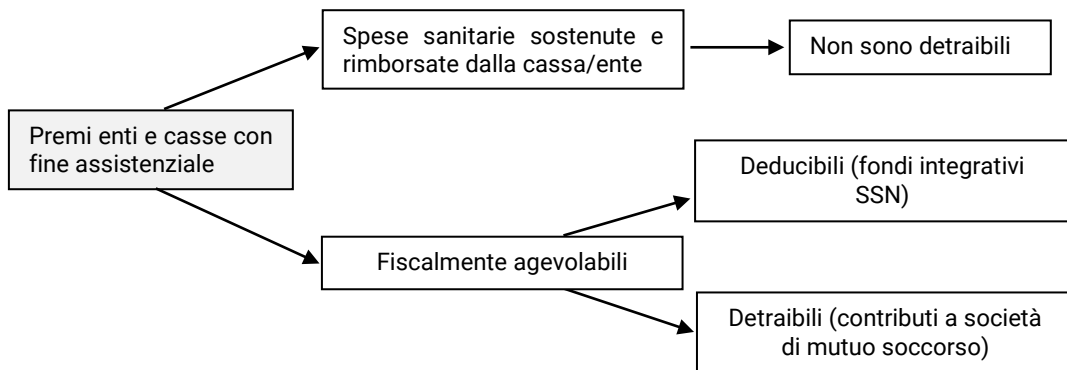 Spese sanitarie sostenute e
rimborsate dalla cassa/ente
Non sono detraibili
Premi enti e casse con
fine assistenziale
Deducibili (fondi integrativi
SSN)
Fiscalmente agevolabili
Detraibili (contributi a società
di mutuo soccorso)